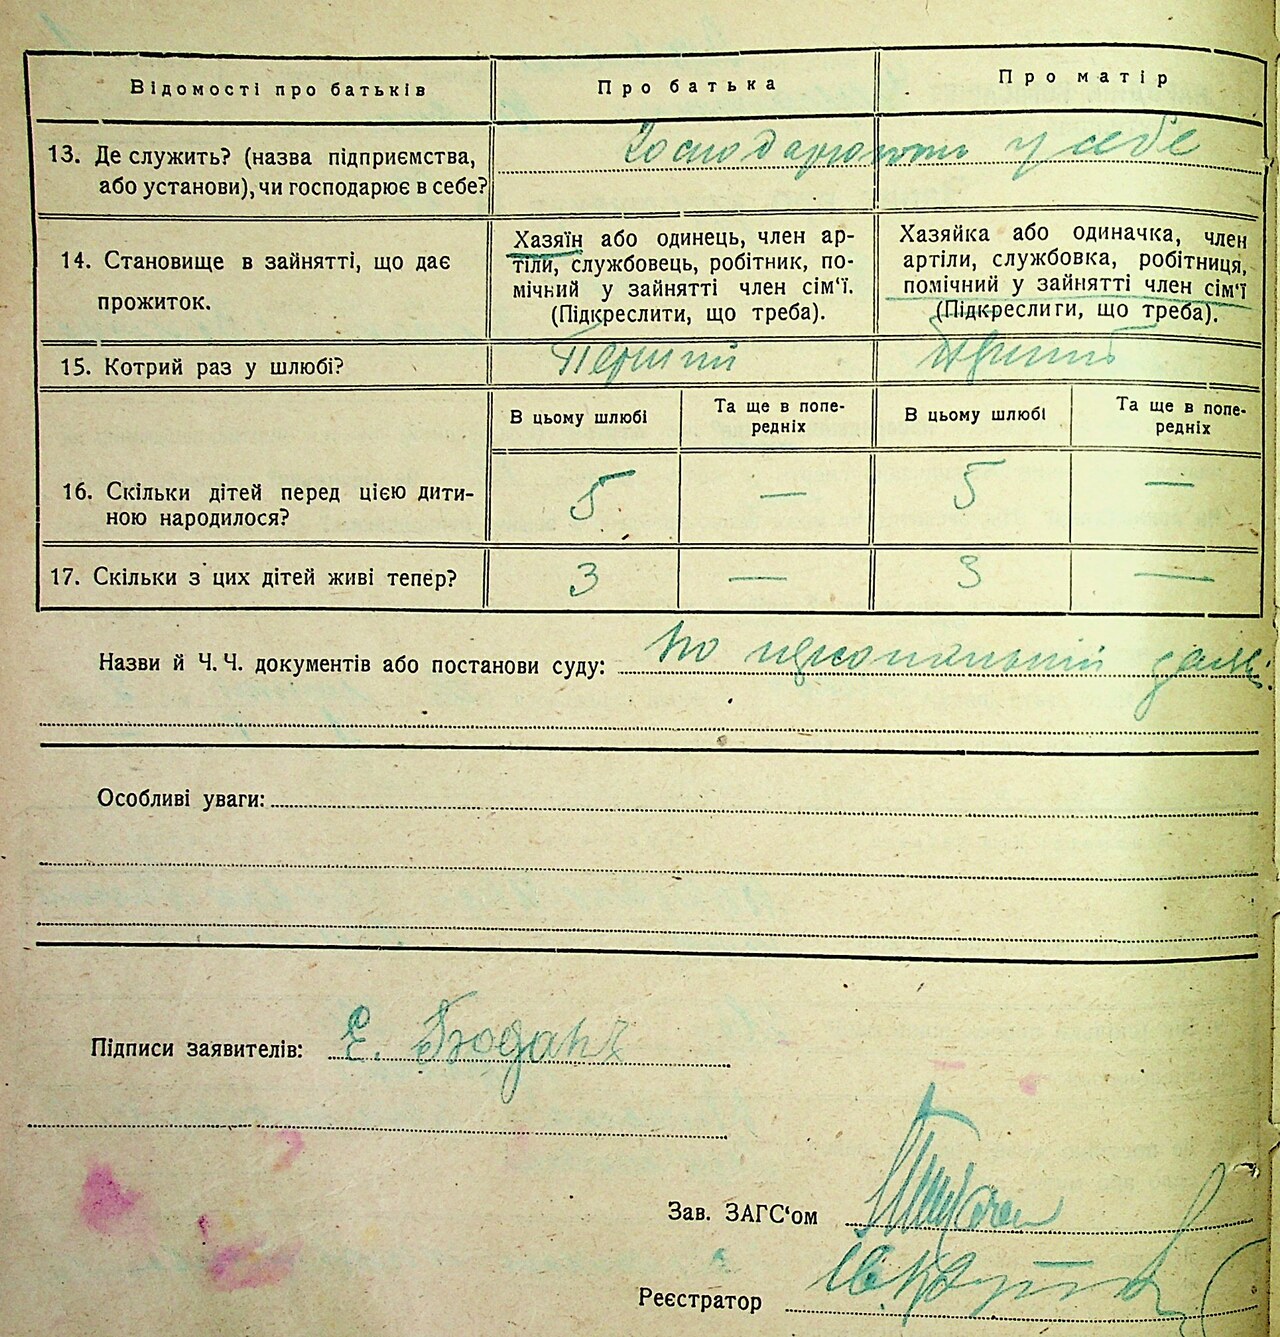 Відомості про батьків
Про батька
Про матір
13. Де служить? (назва підприємства,
або установи), чи господарює в себе?
Господарюють у себе
14. Становище в зайнятті, що дає
прожиток.
Хазяїн або одинець, член ар-
тіли, службовець, робітник, по-
мічний у зайнятті член сім'ї.
(Підкреслити, що треба).
Хазяйка або одиначка, член
артіли, службовка, робітниця,
помічний у зайнятті член сім'ї
(Підкреслиги, що треба).
15. Котрий раз у шлюбі?
Перший
В цьому шлюбі
Та ще в попе-
редніх
В цьому шлюбі
Та ще в попе-
редніх
16. Скільки дітей перед цією дити-
ною народилося?
5
—
5
—
17. Скільки з цих дітей живі тепер?
3
—
3
—
Назви й Ч. Ч. документів або постанови суду:
Особливі уваги:
Підписи заявителів: Е.
Зав. ЗАГС'ом
Реєстратор